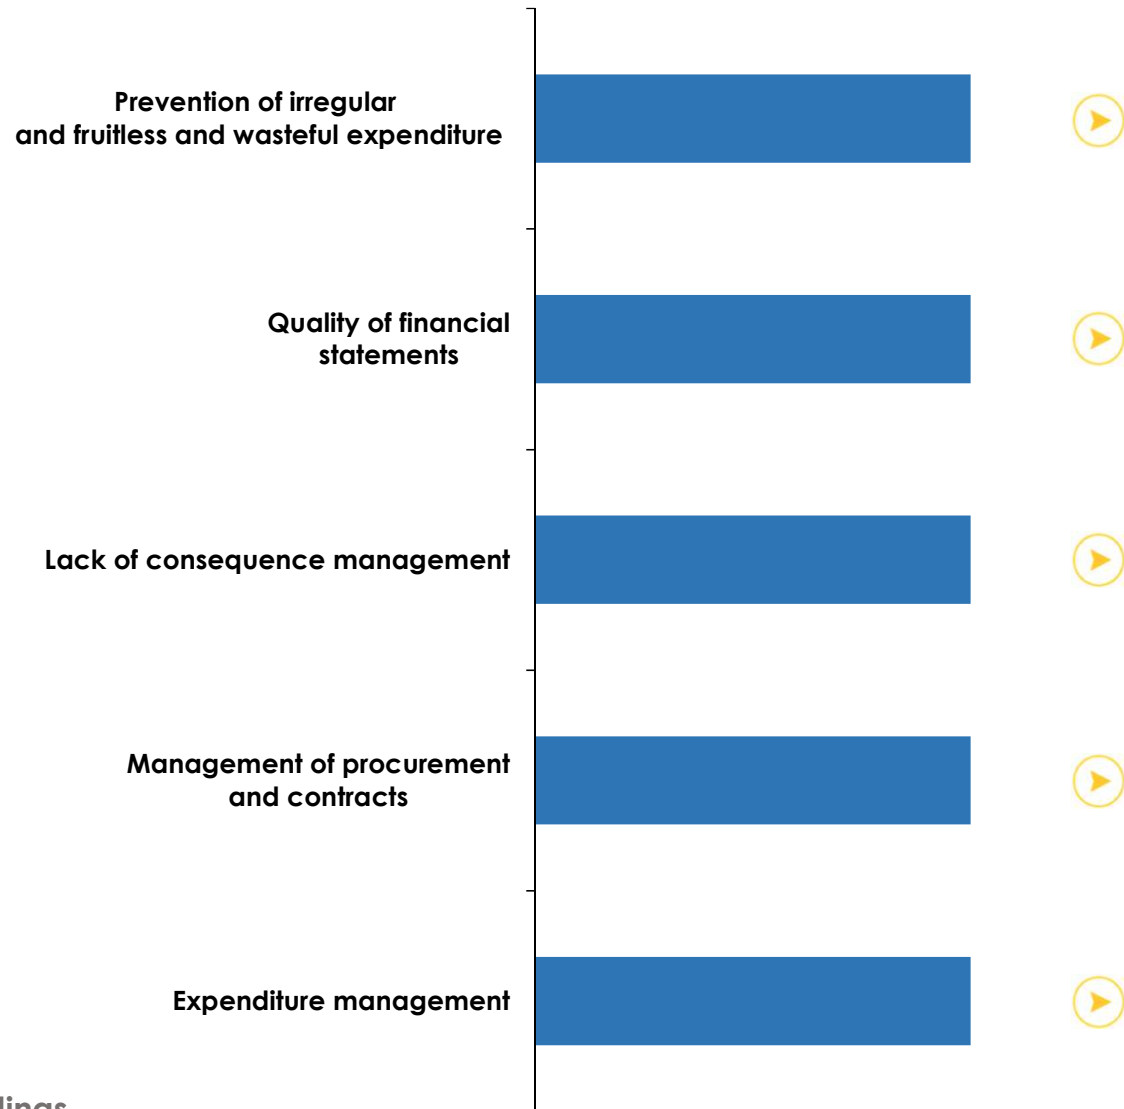 Prevention of irregular
and fruitless and wasteful expenditure
Quality of financial
statements
Lack of consequence management
Management of procurement
and contracts
Expenditure management